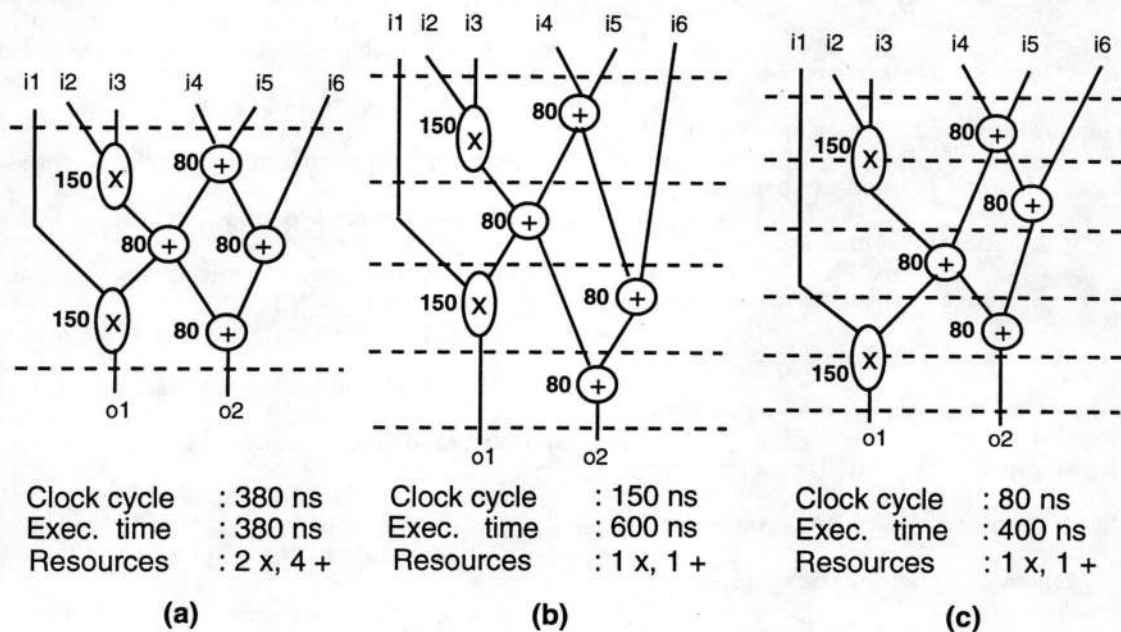 i1 i2 i3 i4 i5 i6
150 x
80 +
80 +
80 +
150 x
80 +
o1 o2
Clock cycle : 380 ns
Exec. time : 380 ns
Resources : 2 x, 4 +
(a)
i1 i2 i3 i4 i5 i6
150 x
80 +
80 +
150 x
80 +
80 +
o1 o2
Clock cycle : 150 ns
Exec. time : 600 ns
Resources : 1 x, 1 +
(b)
i1 i2 i3 i4 i5 i6
80 +
150 x
80 +
80 +
80 +
150 x
o1 o2
Clock cycle : 80 ns
Exec. time : 400 ns
Resources : 1 x, 1 +
(c)